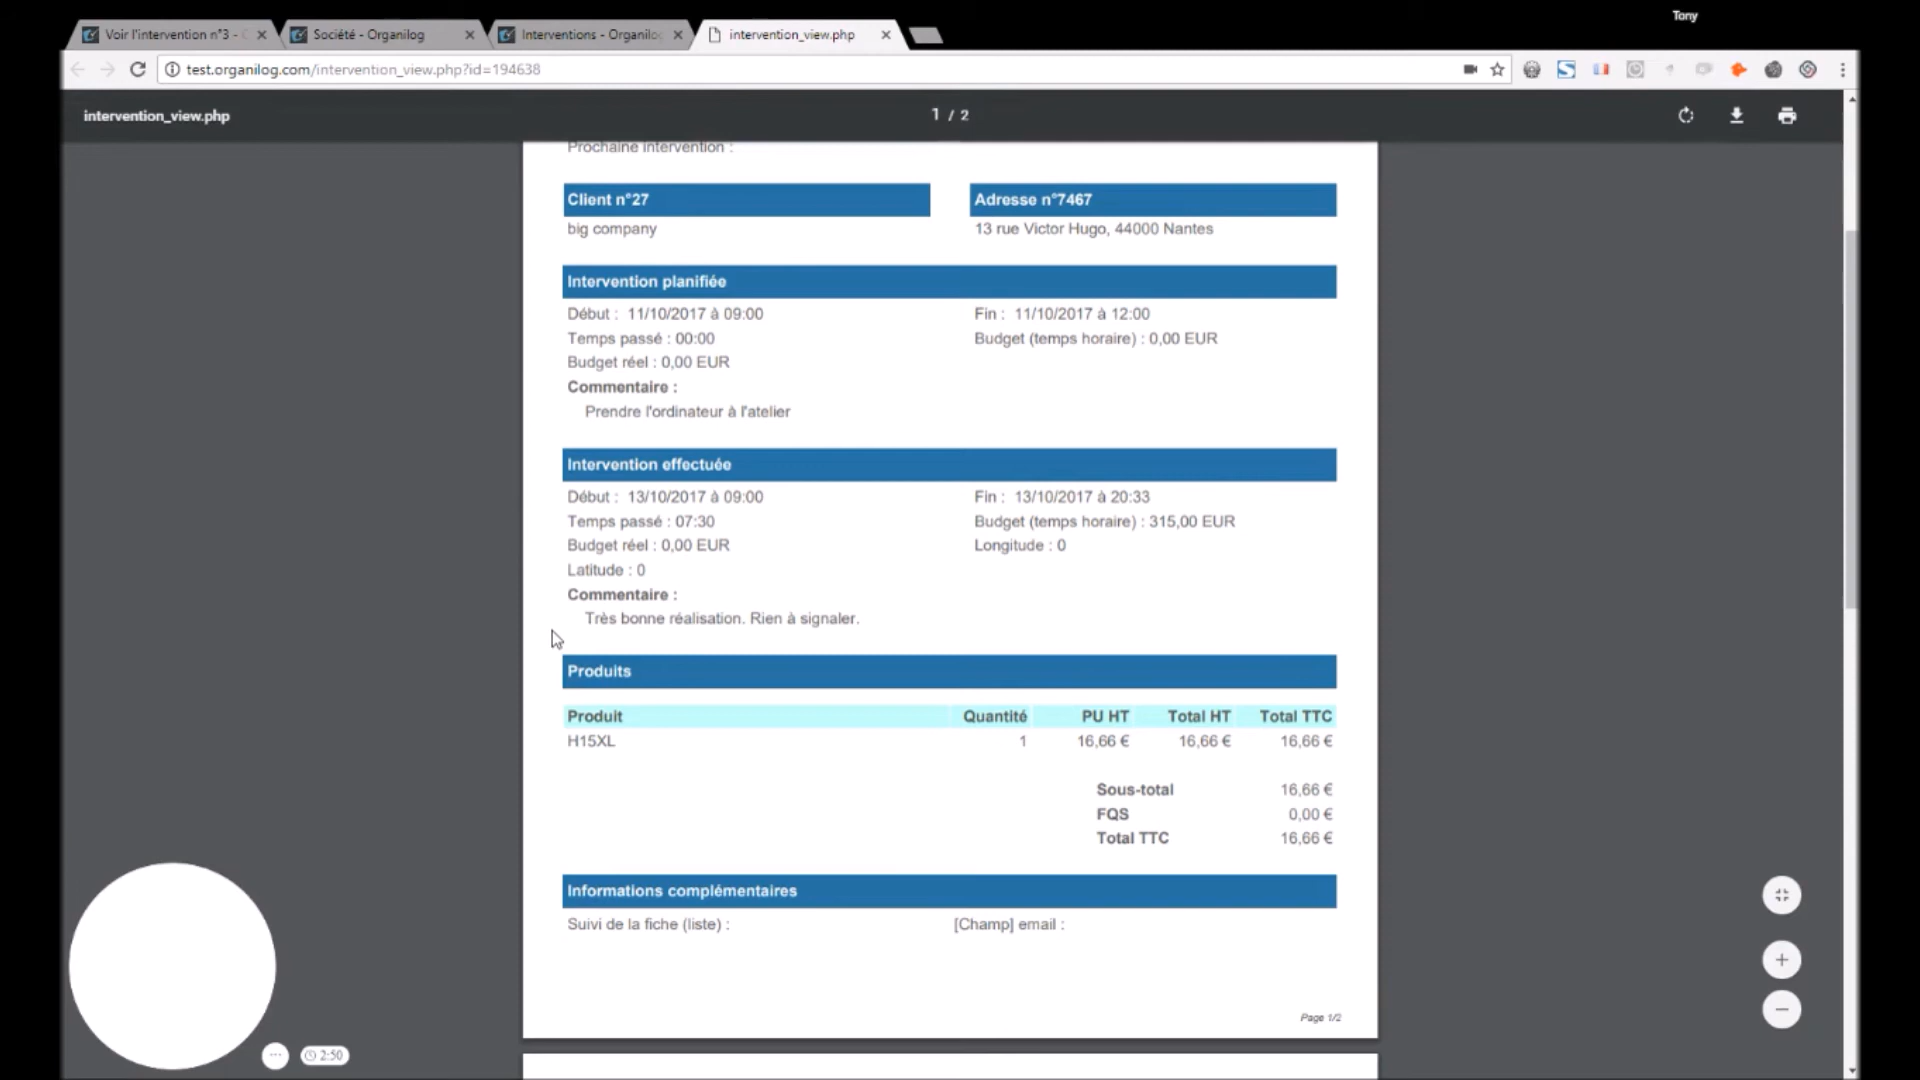 Tony
Voir l'intervention n°3 - 
Société - Organilog
Interventions - Organilog
intervention_view.php
test.organilog.com/intervention_view.php?id=194638
intervention_view.php
1 / 2
Prochaine intervention :
Client n°27
Adresse n°7467
big company
13 rue Victor Hugo, 44000 Nantes
Intervention planifiée
Début : 11/10/2017 à 09:00
Fin : 11/10/2017 à 12:00
Temps passé : 00:00
Budget (temps horaire) : 0,00 EUR
Budget réel : 0,00 EUR
Commentaire :
Prendre l'ordinateur à l'atelier
Intervention effectuée
Début : 13/10/2017 à 09:00
Fin : 13/10/2017 à 20:33
Temps passé : 07:30
Budget (temps horaire) : 315,00 EUR
Budget réel : 0,00 EUR
Longitude : 0
Latitude : 0
Commentaire :
Très bonne réalisation. Rien à signaler.
Produits
Produit Quantité PU HT Total HT Total TTC
H15XL 1 16,66 € 16,66 € 16,66 €
Sous-total 16,66 €
FQS 0,00 €
Total TTC 16,66 €
Informations complémentaires
Suivi de la fiche (liste) :
[Champ] email :
Page 1/2
2:50